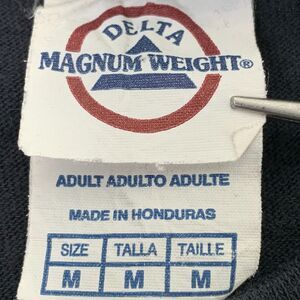 DELTA
MAGNUM WEIGHT®
ADULT ADULTO ADULTE
MADE IN HONDURAS
SIZE TALLA TAILLE
M M M